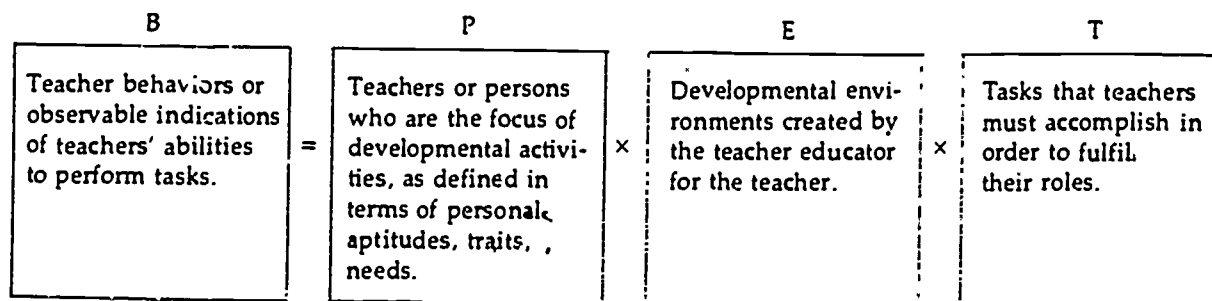 B P E T
Teacher behaviors or
observable indications
of teachers' abilities
to perform tasks.
=
Teachers or persons
who are the focus of
developmental activi-
ties, as defined in
terms of personal,
aptitudes, traits,
needs.
×
Developmental envi-
ronments created by
the teacher educator
for the teacher.
×
Tasks that teachers
must accomplish in
order to fulfil
their roles.